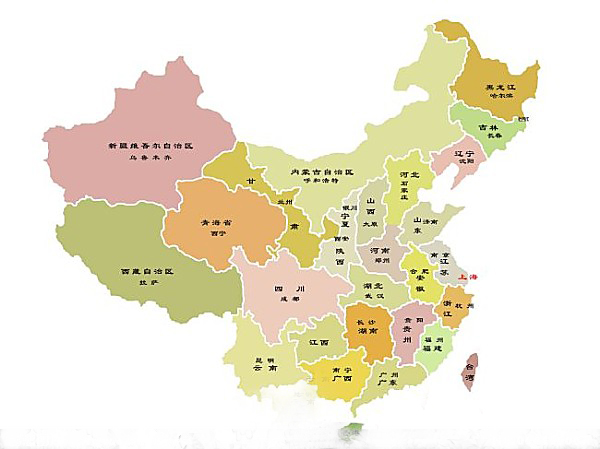 黑龙江
哈尔滨
吉林
长春
辽宁
沈阳
新疆维吾尔自治区
乌鲁木齐
内蒙古自治区
呼和浩特
河北
石家庄
甘
兰州
肃
银川
宁夏
山西
太原
山济南
东
青海省
西宁
西安
陕西
河南
郑州
南京
江苏
合肥
安徽
上海
西藏自治区
拉萨
四川
成都
湖北
武汉
浙杭州
江
长沙
湖南
贵阳
贵州
江西
福州
福建
昆明
云南
南宁
广西
广州
广东
台湾